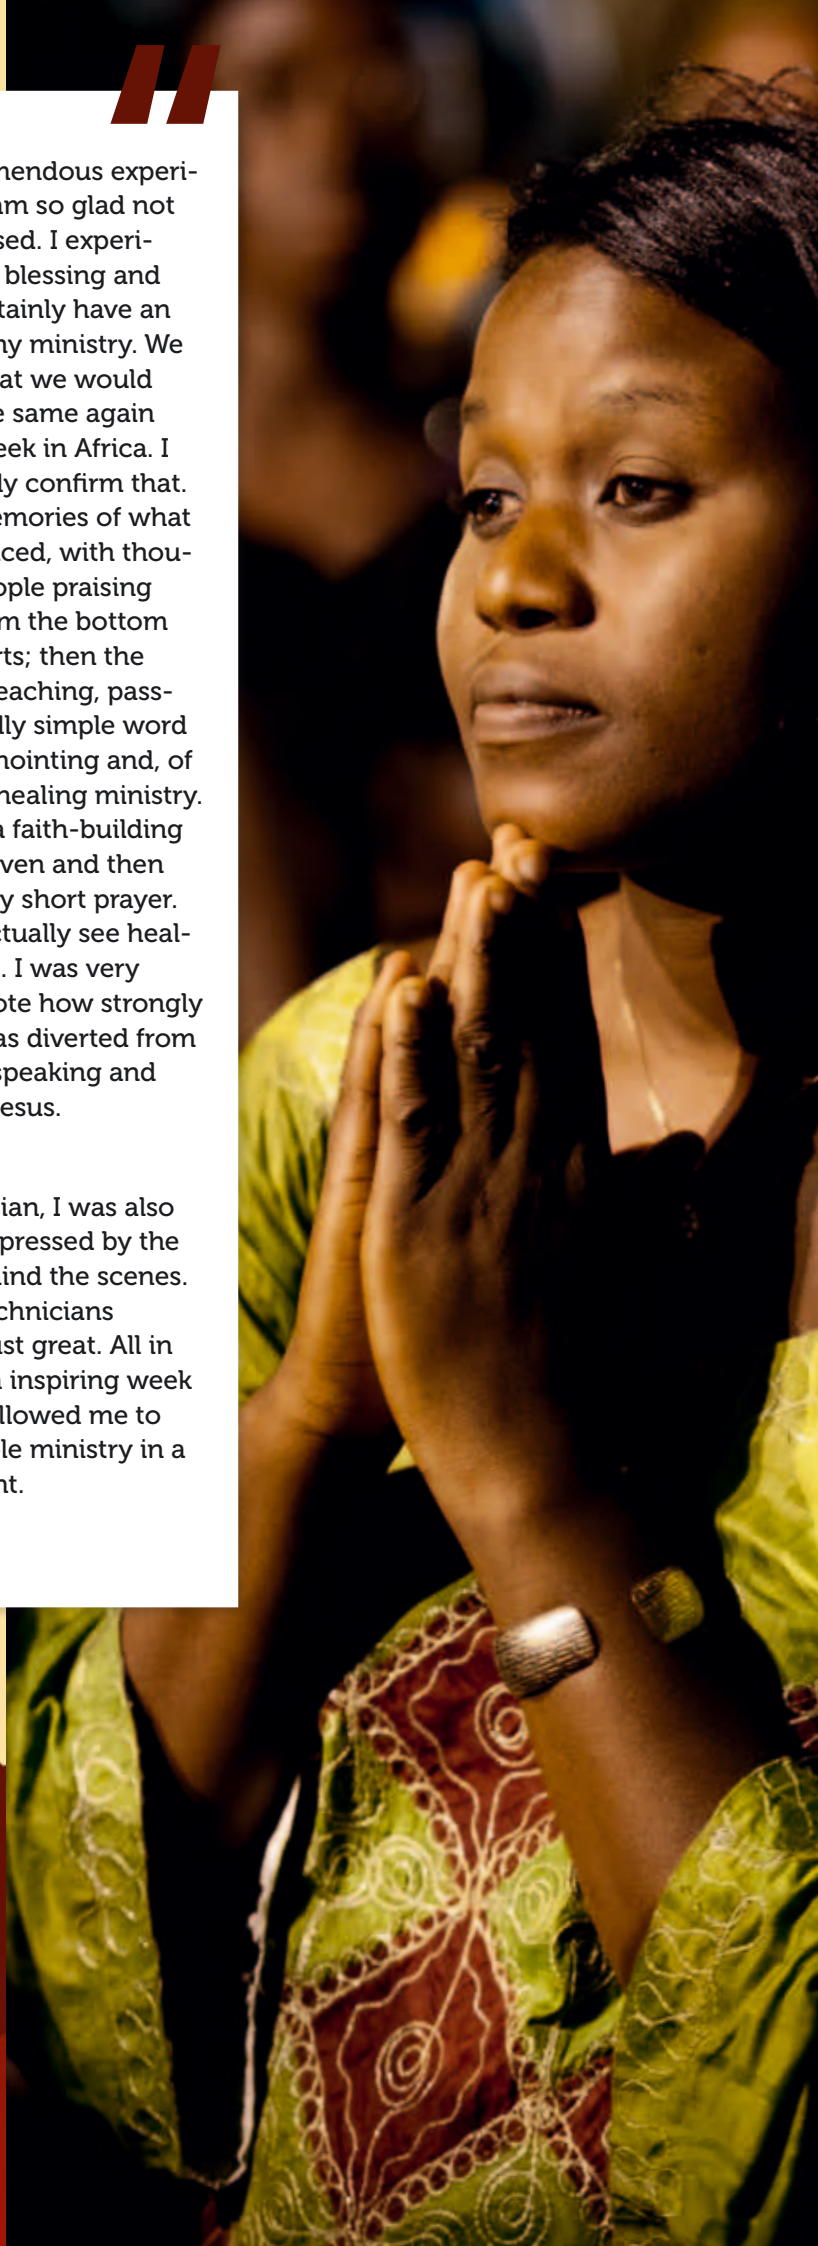 "
nendous experi-
am so glad not
sed. I experi-
blessing and
tainly have an
ny ministry. We
at we would
e same again
eek in Africa. I
ly confirm that.
emories of what
ced, with thou-
ople praising
m the bottom
rts; then the
eaching, pass-
lly simple word
nointing and, of
healing ministry.
a faith-building
ven and then
y short prayer.
ctually see heal-
. I was very
ote how strongly
as diverted from
speaking and
esus.
ian, I was also
pressed by the
ind the scenes.
chnicians
ust great. All in
n inspiring week
llowed me to
le ministry in a
nt.